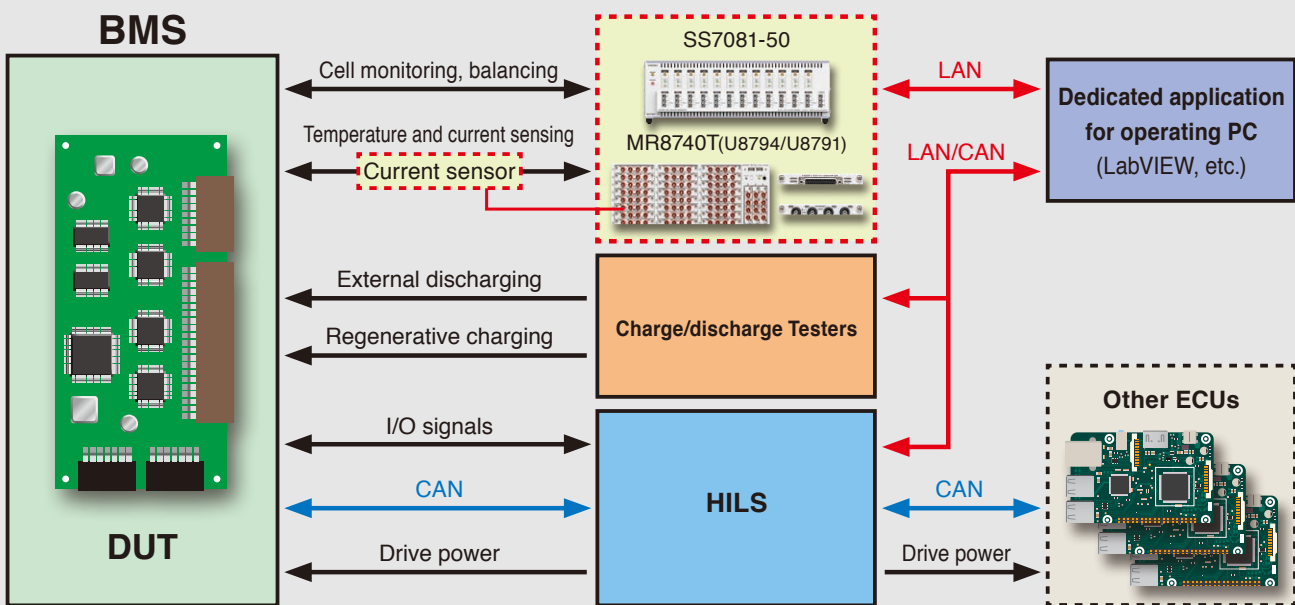 BMS
DUT
Cell monitoring, balancing
Temperature and current sensing
Current sensor
SS7081-50
MR8740T(U8794/U8791)
LAN
LAN/CAN
Dedicated application
for operating PC
(LabVIEW, etc.)
External discharging
Regenerative charging
Charge/discharge Testers
I/O signals
CAN
Drive power
HILS
CAN
Drive power
Other ECUs